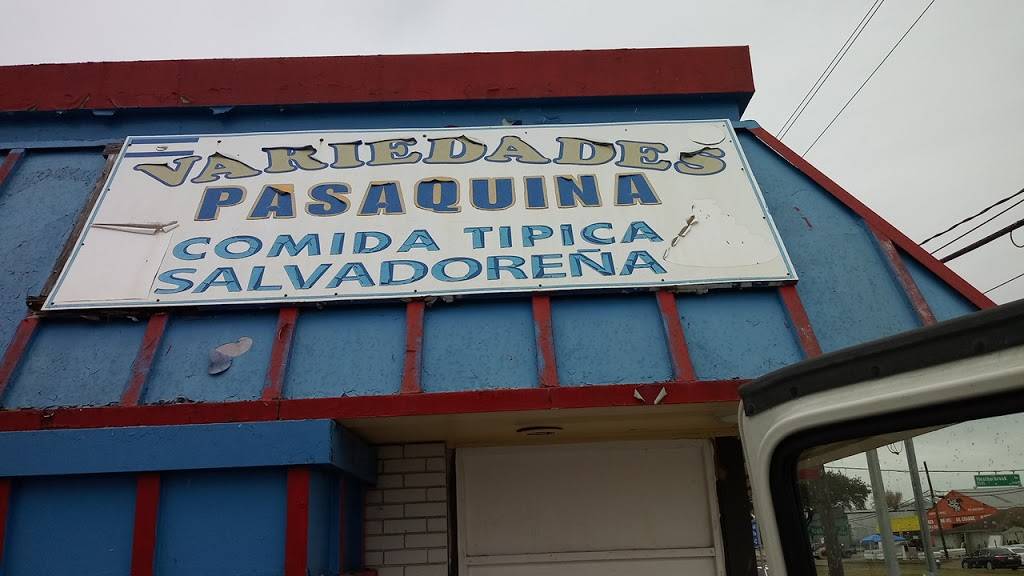 VARIEDADES
PASAQUINA
COMIDA TIPICA
SALVADOREÑA